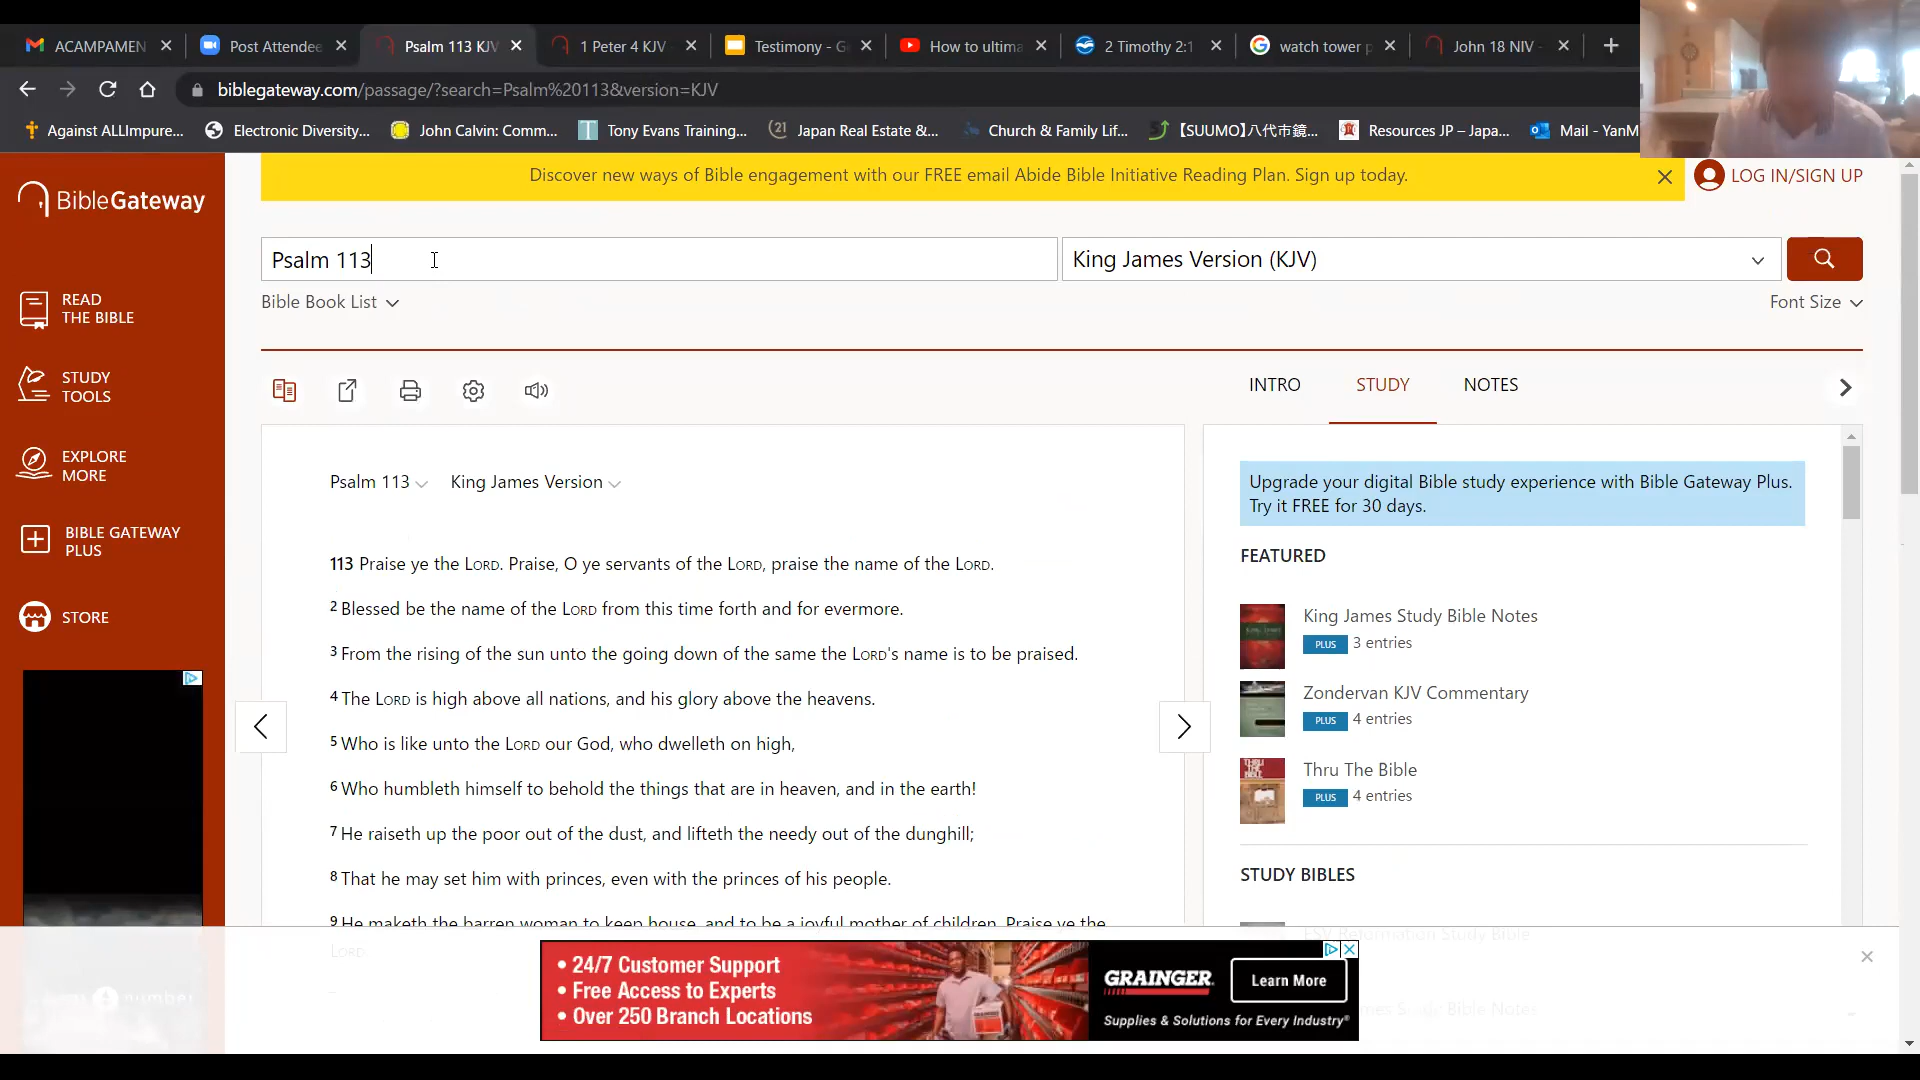 ACAMPAMEN
Post Attendee
Psalm 113 KJV
1 Peter 4 KJV
Testimony - G
How to ultima
2 Timothy 2:1
watch tower p
John 18 NIV -
biblegateway.com/passage/?search=Psalm%20113&version=KJV
Against ALLImpure...
Electronic Diversity...
John Calvin: Comm...
Tony Evans Training...
Japan Real Estate &...
Church & Family Lif...
【SUUMO】八代市鏡...
Resources JP – Japa...
Mail - YanM
BibleGateway
Discover new ways of Bible engagement with our FREE email Abide Bible Initiative Reading Plan. Sign up today.
LOG IN/SIGN UP
Psalm 113
King James Version (KJV)
Bible Book List
Font Size
READ
THE BIBLE
STUDY
TOOLS
EXPLORE
MORE
BIBLE GATEWAY
PLUS
STORE
INTRO
STUDY
NOTES
Psalm 113
King James Version
113 Praise ye the LORD. Praise, O ye servants of the LORD, praise the name of the LORD.
2 Blessed be the name of the LORD from this time forth and for evermore.
3 From the rising of the sun unto the going down of the same the LORD's name is to be praised.
4 The LORD is high above all nations, and his glory above the heavens.
5 Who is like unto the LORD our God, who dwelleth on high,
6 Who humbleth himself to behold the things that are in heaven, and in the earth!
7 He raiseth up the poor out of the dust, and lifteth the needy out of the dunghill;
8 That he may set him with princes, even with the princes of his people.
9 He maketh the barren woman to keep house, and to be a joyful mother of children. Praise ye the
LORD.
Upgrade your digital Bible study experience with Bible Gateway Plus.
Try it FREE for 30 days.
FEATURED
King James Study Bible Notes
PLUS 3 entries
Zondervan KJV Commentary
PLUS 4 entries
Thru The Bible
PLUS 4 entries
STUDY BIBLES
ESV Reformation Study Bible
James Study Bible Notes
number
• 24/7 Customer Support
• Free Access to Experts
• Over 250 Branch Locations
GRAINGER
Learn More
Supplies & Solutions for Every Industry®